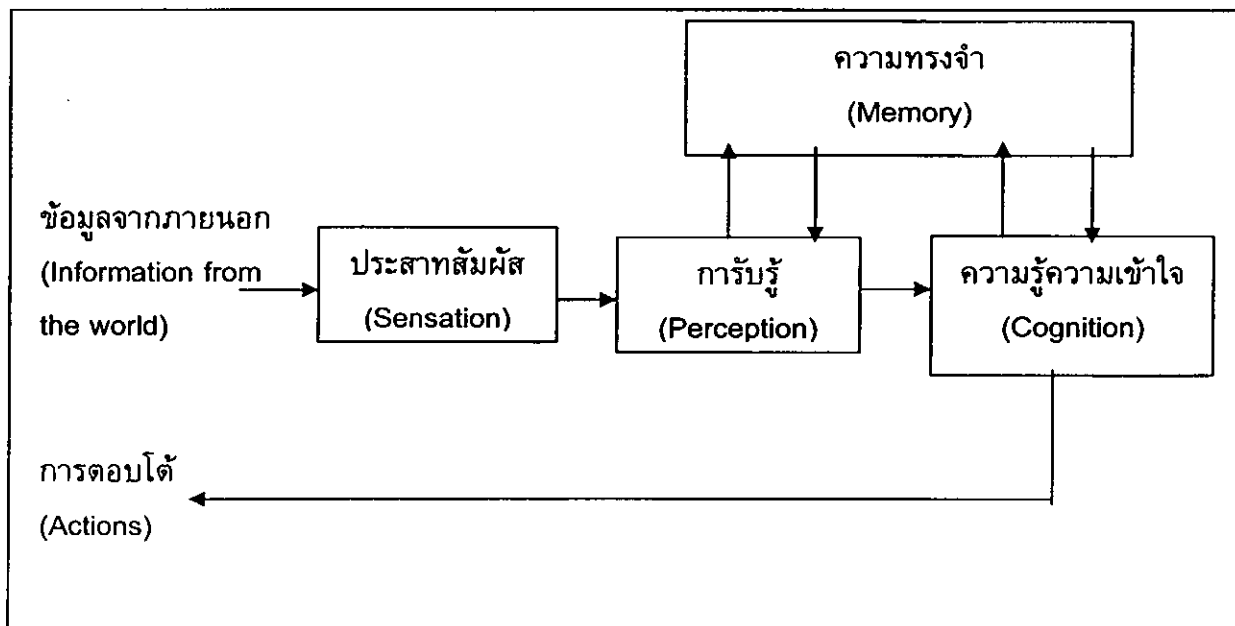 ความทรงจำ
(Memory)
ข้อมูลจากภายนอก
(Information from
the world)
ประสาทสัมผัส
(Sensation)
การับรู้
(Perception)
ความรู้ความเข้าใจ
(Cognition)
การตอบโต้
(Actions)